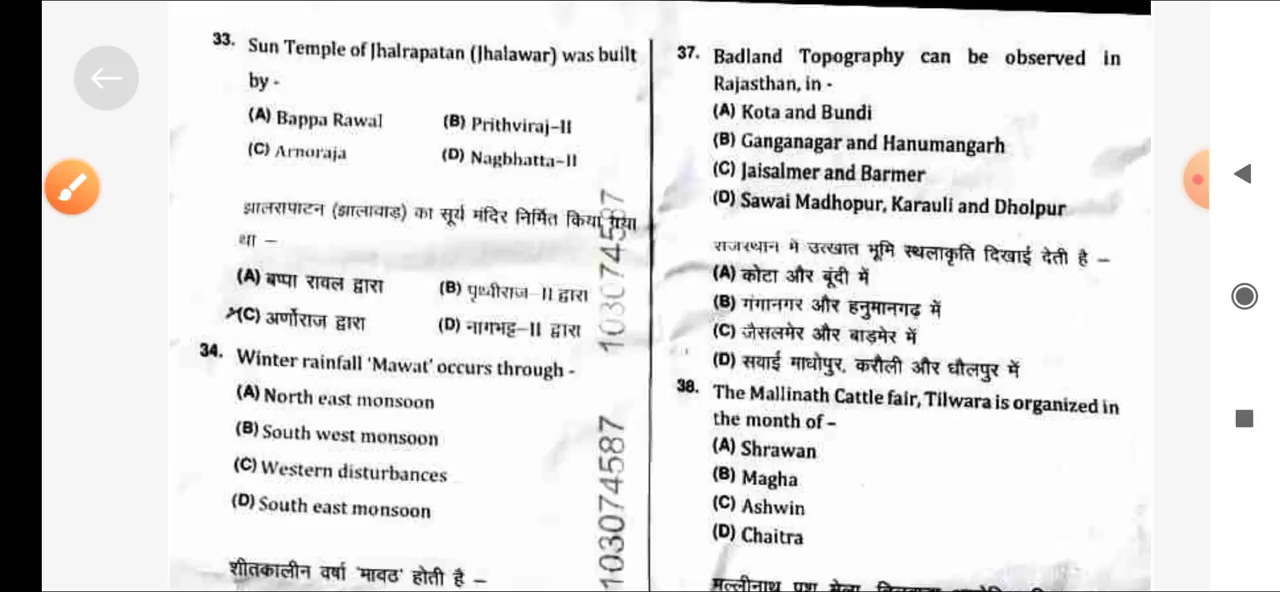 33. Sun Temple of Jhalrapatan (Jhalawar) was built
by -
(A) Bappa Rawal (B) Prithviraj-II
(C) Arnoraja (D) Nagbhatta-II
झालरापाटन (झालावाड़) का सूर्य मंदिर निर्मित किया गया
था –
(A) बप्पा रावल द्वारा (B) पृथ्वीराज-II द्वारा
(C) अर्णोराज द्वारा (D) नागभट्ट-II द्वारा
34. Winter rainfall 'Mawat' occurs through -
(A) North east monsoon
(B) South west monsoon
(C) Western disturbances
(D) South east monsoon
शीतकालीन वर्षा 'मावठ' होती है –
103074587
103074587
37. Badland Topography can be observed in
Rajasthan, in -
(A) Kota and Bundi
(B) Ganganagar and Hanumangarh
(C) Jaisalmer and Barmer
(D) Sawai Madhopur, Karauli and Dholpur
राजस्थान में उत्खात भूमि स्थलाकृति दिखाई देती है –
(A) कोटा और बूंदी में
(B) गंगानगर और हनुमानगढ़ में
(C) जैसलमेर और बाड़मेर में
(D) सवाई माधोपुर, करौली और धौलपुर में
38. The Mallinath Cattle fair, Tilwara is organized in
the month of –
(A) Shrawan
(B) Magha
(C) Ashwin
(D) Chaitra
मल्लीनाथ पशु मेला